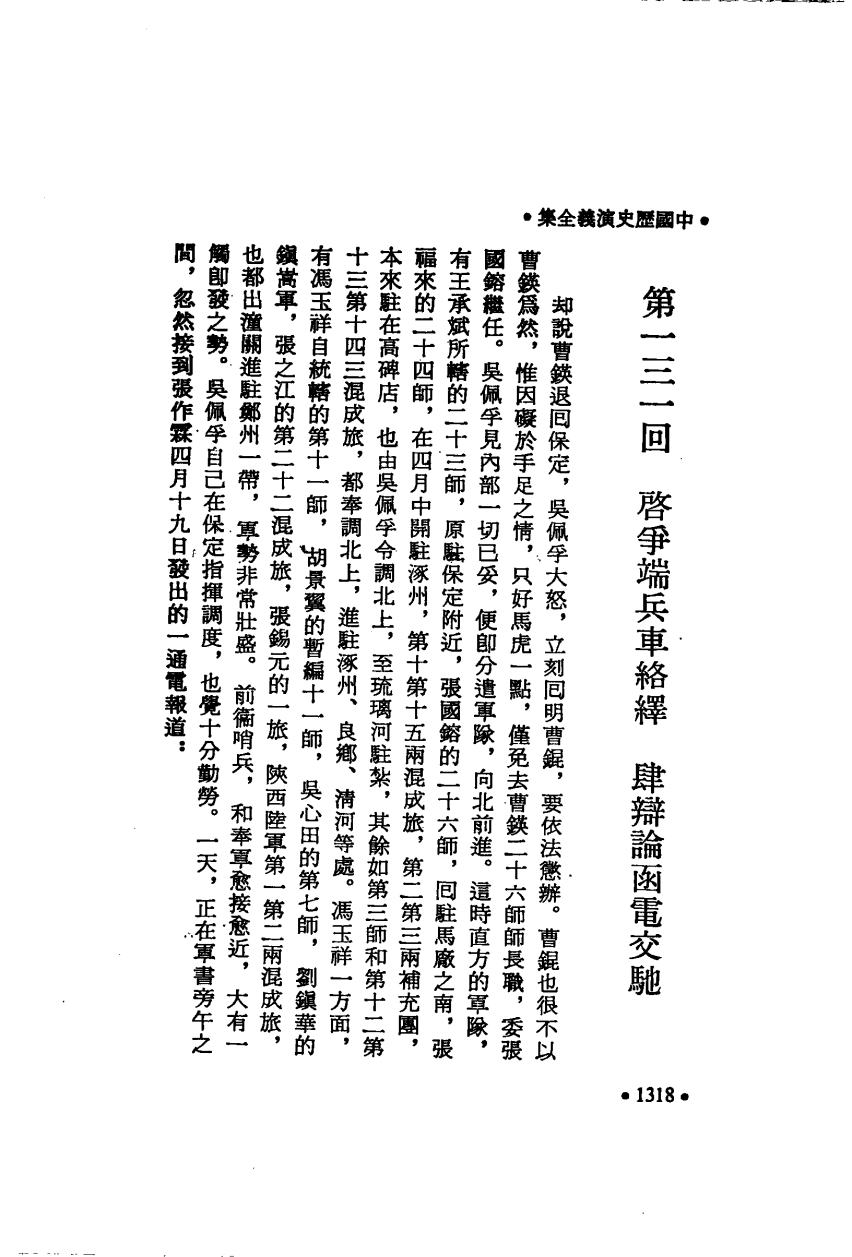 •中國歷史演義全集•
第一三一回　啓爭端兵車絡繹　肆辯論函電交馳
却說曹鍈退囘保定，吳佩孚大怒，立刻囘明曹錕，要依法懲辦。曹錕也很不以
曹鍈爲然，惟因礙於手足之情，只好馬虎一點，僅免去曹鍈二十六師師長職，委張
國鎔繼任。吳佩孚見內部一切已妥，便卽分遣軍隊，向北前進。這時直方的軍隊，
有王承斌所轄的二十三師，原駐保定附近，張國鎔的二十六師，囘駐馬廠之南，張
福來的二十四師，在四月中開駐涿州，第十第十五兩混成旅，第二第三兩補充團，
本來駐在高碑店，也由吳佩孚令調北上，至琉璃河駐紮，其餘如第三師和第十二第
十三第十四三混成旅，都奉調北上，進駐涿州、良鄉、清河等處。馮玉祥一方面，
有馮玉祥自統轄的第十一師，胡景翼的暫編十一師，吳心田的第七師，劉鎭華的
鎭嵩軍，張之江的第二十二混成旅，張錫元的一旅，陝西陸軍第一第二兩混成旅，
也都出潼關進駐鄭州一帶，軍勢非常壯盛。前衞哨兵，和奉軍愈接愈近，大有一
觸卽發之勢。吳佩孚自己在保定指揮調度，也覺十分勤勞。一天，正在軍書旁午之
間，忽然接到張作霖四月十九日發出的一通電報道：
•1318•